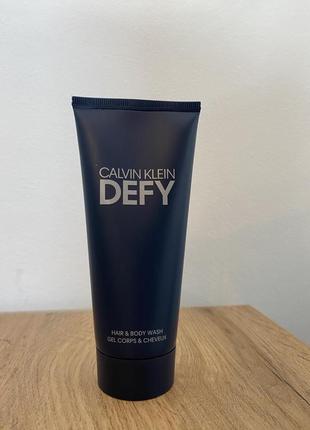 CALVIN KLEIN
DEFY
HAIR & BODY WASH
GEL CORPS & CHEVEUX